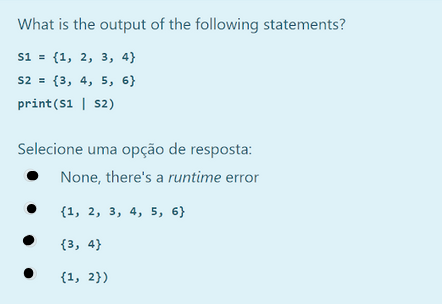 What is the output of the following statements?
S1 = {1, 2, 3, 4}
S2 = {3, 4, 5, 6}
print(S1 | S2)
Selecione uma opção de resposta:
None, there's a runtime error
{1, 2, 3, 4, 5, 6}
{3, 4}
{1, 2})